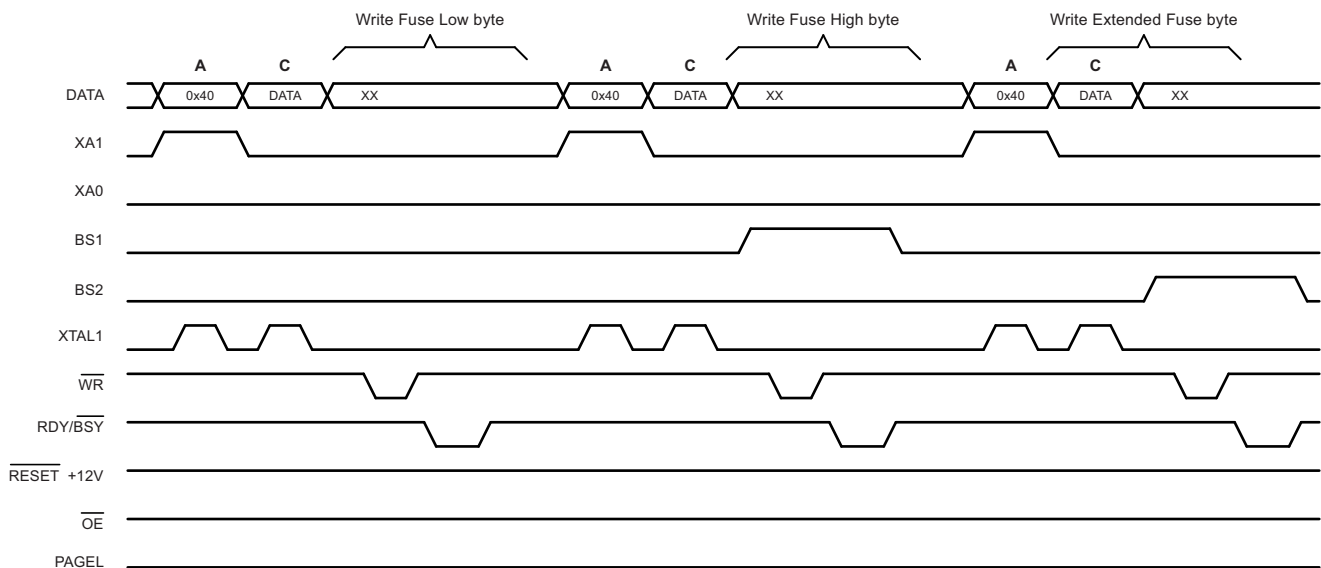 Write Fuse Low byte Write Fuse High byte Write Extended Fuse byte
A C A C A C
DATA 0x40 DATA XX 0x40 DATA XX 0x40 DATA XX
XA1
XA0
BS1
BS2
XTAL1
WR
RDY/BSY
RESET +12V
OE
PAGEL